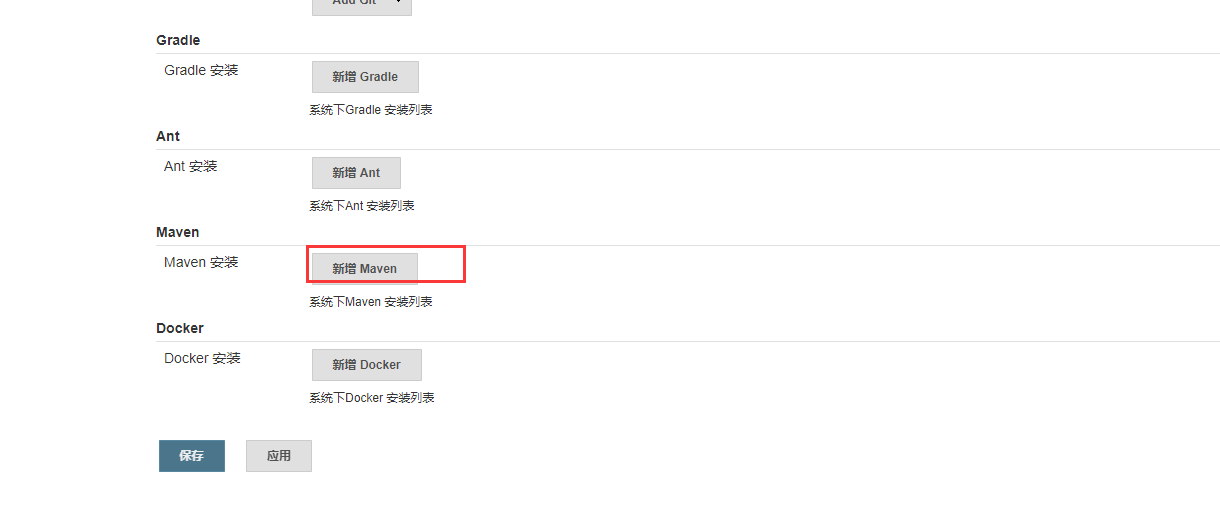 Add Git
Gradle
Gradle 安装
新增 Gradle
系统下Gradle 安装列表
Ant
Ant 安装
新增 Ant
系统下Ant 安装列表
Maven
Maven 安装
新增 Maven
系统下Maven 安装列表
Docker
Docker 安装
新增 Docker
系统下Docker 安装列表
保存
应用